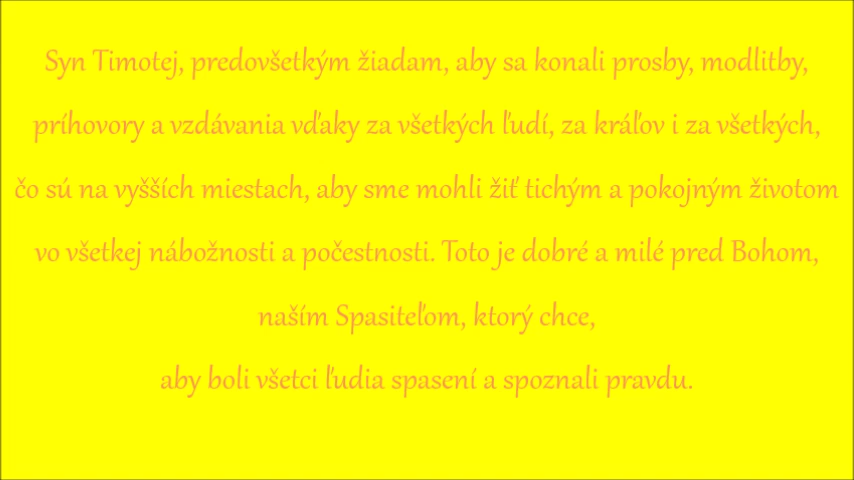 Syn Timotej, predovšetkým žiadam, aby sa konali prosby, modlitby,
príhovory a vzdávania vďaky za všetkých ľudí, za kráľov i za všetkých,
čo sú na vyšších miestach, aby sme mohli žiť tichým a pokojným životom
vo všetkej nábožnosti a počestnosti. Toto je dobré a milé pred Bohom,
naším Spasiteľom, ktorý chce,
aby boli všetci ľudia spasení a spoznali pravdu.